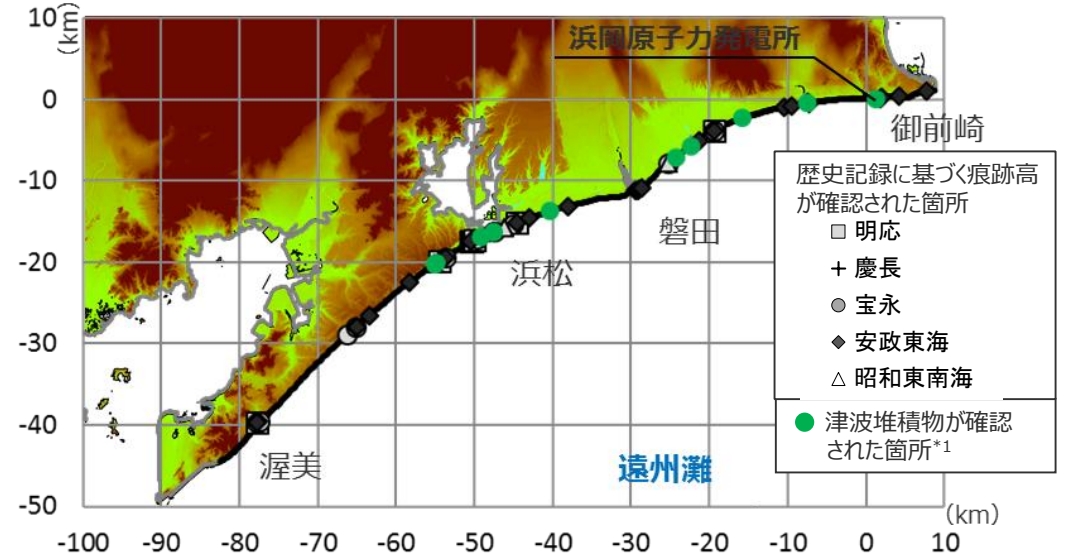 10
(km)
0
-10
-20
-30
-40
-50
-100
-90
-80
-70
-60
-50
-40
-30
-20
-10
0
10
(km)
浜岡原子力発電所
御前崎
磐田
浜松
渥美
遠州灘
歴史記録に基づく痕跡高
が確認された箇所
□ 明応
+ 慶長
● 宝永
◆ 安政東海
△ 昭和東南海
● 津波堆積物が確認
された箇所*1